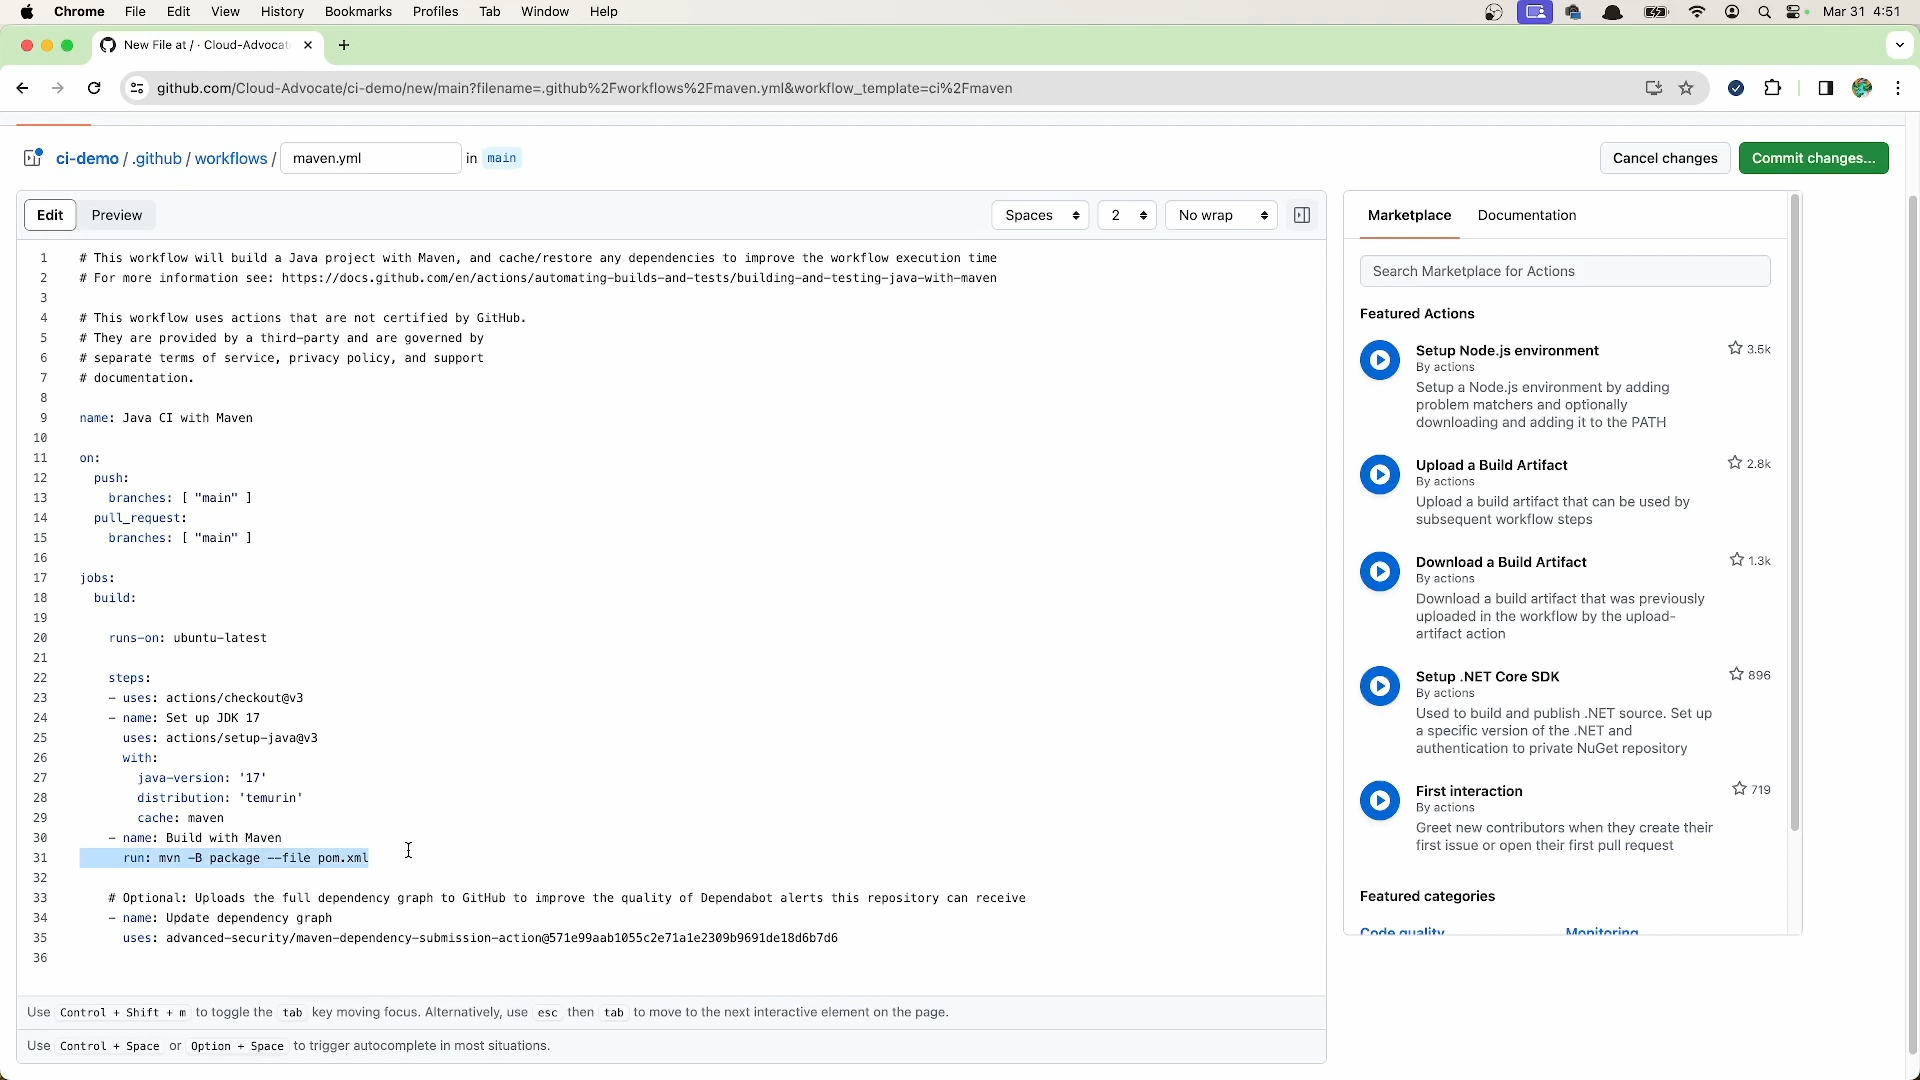 Chrome File Edit View History Bookmarks Profiles Tab Window Help Mar 31 4:51
New File at / · Cloud-Advocat
github.com/Cloud-Advocate/ci-demo/new/main?filename=.github%2Fworkflows%2Fmaven.yml&workflow_template=ci%2Fmaven
ci-demo / .github / workflows / maven.yml in main Cancel changes Commit changes...
Edit Preview Spaces 2 No wrap
1 # This workflow will build a Java project with Maven, and cache/restore any dependencies to improve the workflow execution time
2 # For more information see: https://docs.github.com/en/actions/automating-builds-and-tests/building-and-testing-java-with-maven
3
4 # This workflow uses actions that are not certified by GitHub.
5 # They are provided by a third-party and are governed by
6 # separate terms of service, privacy policy, and support
7 # documentation.
8
9 name: Java CI with Maven
10
11 on:
12   push:
13     branches: [ "main" ]
14   pull_request:
15     branches: [ "main" ]
16
17 jobs:
18   build:
19
20     runs-on: ubuntu-latest
21
22     steps:
23     - uses: actions/checkout@v3
24     - name: Set up JDK 17
25       uses: actions/setup-java@v3
26       with:
27         java-version: '17'
28         distribution: 'temurin'
29         cache: maven
30     - name: Build with Maven
31       run: mvn -B package --file pom.xml
32
33     # Optional: Uploads the full dependency graph to GitHub to improve the quality of Dependabot alerts this repository can receive
34     - name: Update dependency graph
35       uses: advanced-security/maven-dependency-submission-action@571e99aab1055c2e71a1e2309b9691de18d6b7d6
36
Use Control + Shift + m to toggle the tab key moving focus. Alternatively, use esc then tab to move to the next interactive element on the page.
Use Control + Space or Option + Space to trigger autocomplete in most situations.
Marketplace Documentation
Search Marketplace for Actions
Featured Actions
Setup Node.js environment 3.5k
By actions
Setup a Node.js environment by adding
problem matchers and optionally
downloading and adding it to the PATH
Upload a Build Artifact 2.8k
By actions
Upload a build artifact that can be used by
subsequent workflow steps
Download a Build Artifact 1.3k
By actions
Download a build artifact that was previously
uploaded in the workflow by the upload-
artifact action
Setup .NET Core SDK 896
By actions
Used to build and publish .NET source. Set up
a specific version of the .NET and
authentication to private NuGet repository
First interaction 719
By actions
Greet new contributors when they create their
first issue or open their first pull request
Featured categories
Code quality Monitoring